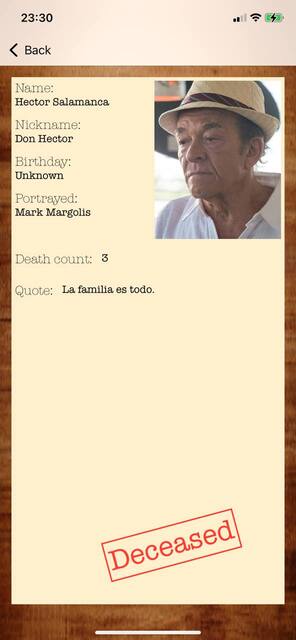 23:30
Back
Name:
Hector Salamanca
Nickname:
Don Hector
Birthday:
Unknown
Portrayed:
Mark Margolis
Death count: 3
Quote: La familia es todo.
Deceased